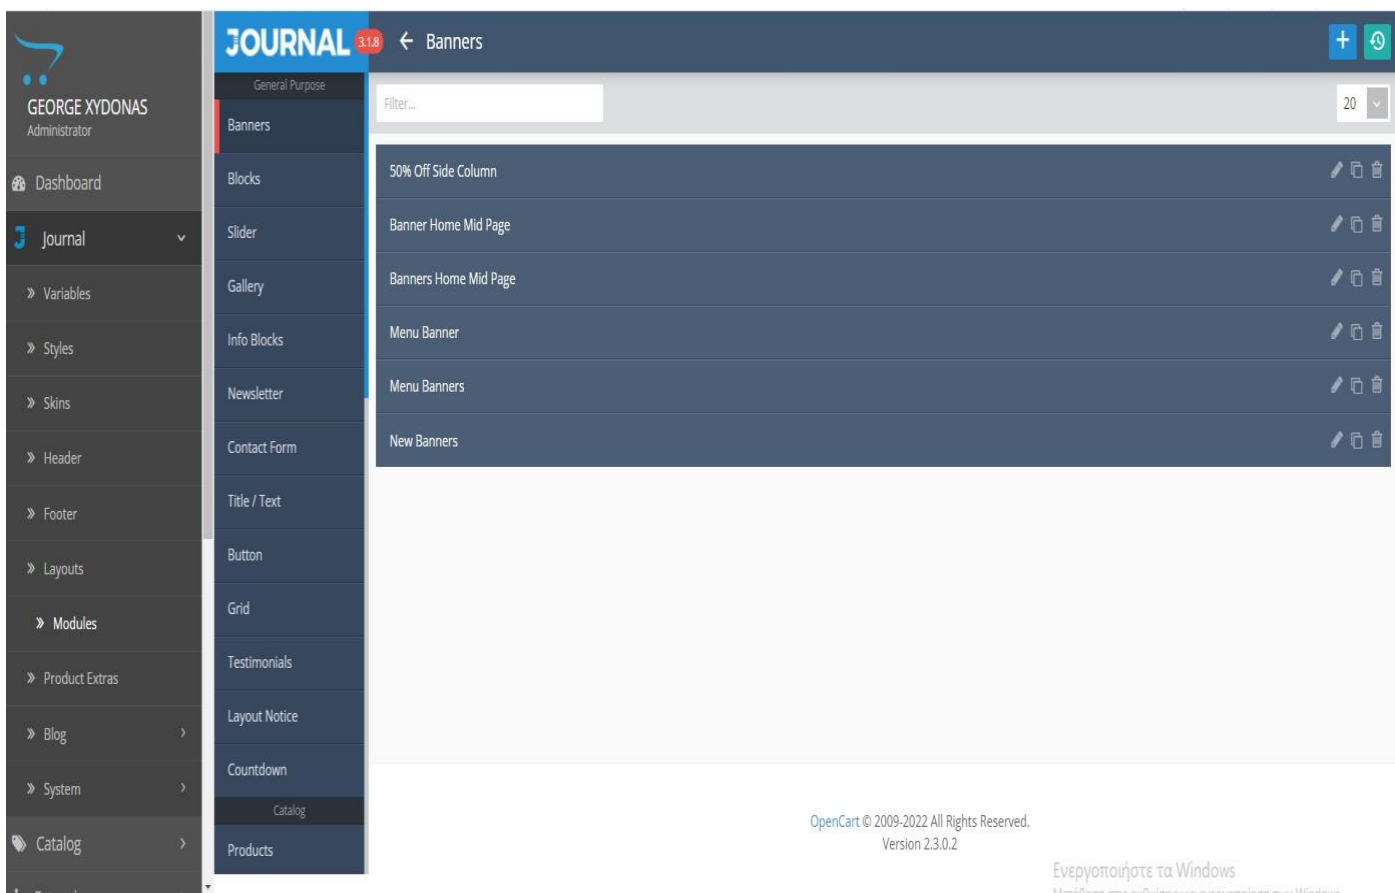 GEORGE XYDONAS
Administrator
Dashboard
Journal
Variables
Styles
Skins
Header
Footer
Layouts
Modules
Product Extras
Blog
System
Catalog
JOURNAL 3.1.8
General Purpose
Banners
Blocks
Slider
Gallery
Info Blocks
Newsletter
Contact Form
Title / Text
Button
Grid
Testimonials
Layout Notice
Countdown
Catalog
Products
Banners
Filter...
20
50% Off Side Column
Banner Home Mid Page
Banners Home Mid Page
Menu Banner
Menu Banners
New Banners
OpenCart © 2009-2022 All Rights Reserved.
Version 2.3.0.2
Ενεργοποιήστε τα Windows